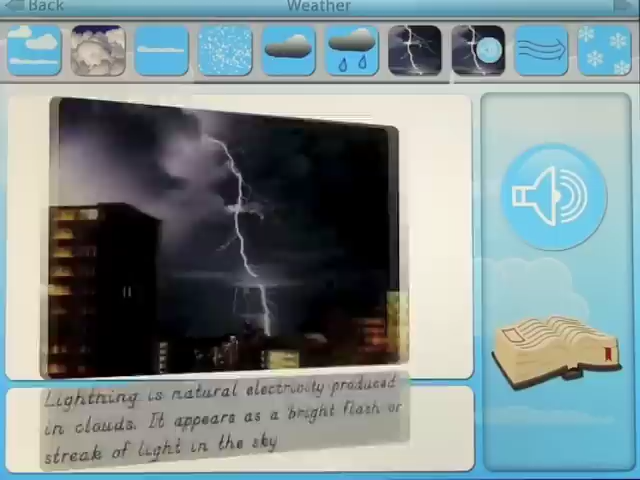 Back
Weather
Lightning is natural electricity produced
in clouds. It appears as a bright flash or
streak of light in the sky